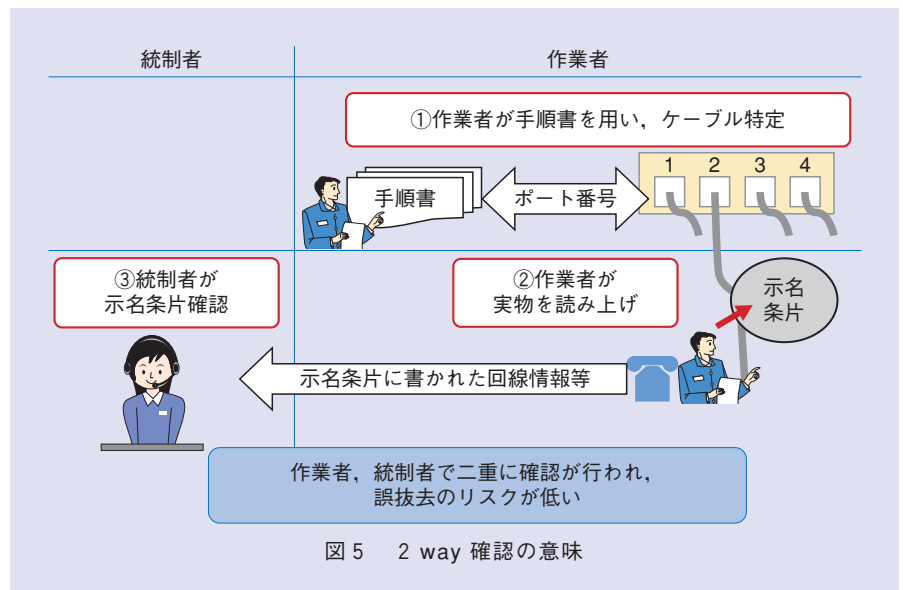 統制者
作業者
①作業者が手順書を用い，ケーブル特定
手順書
ポート番号
1 2 3 4
③統制者が
示名条片確認
②作業者が
実物を読み上げ
示名
条片
示名条片に書かれた回線情報等
作業者，統制者で二重に確認が行われ，
誤抜去のリスクが低い
図5 2 way 確認の意味